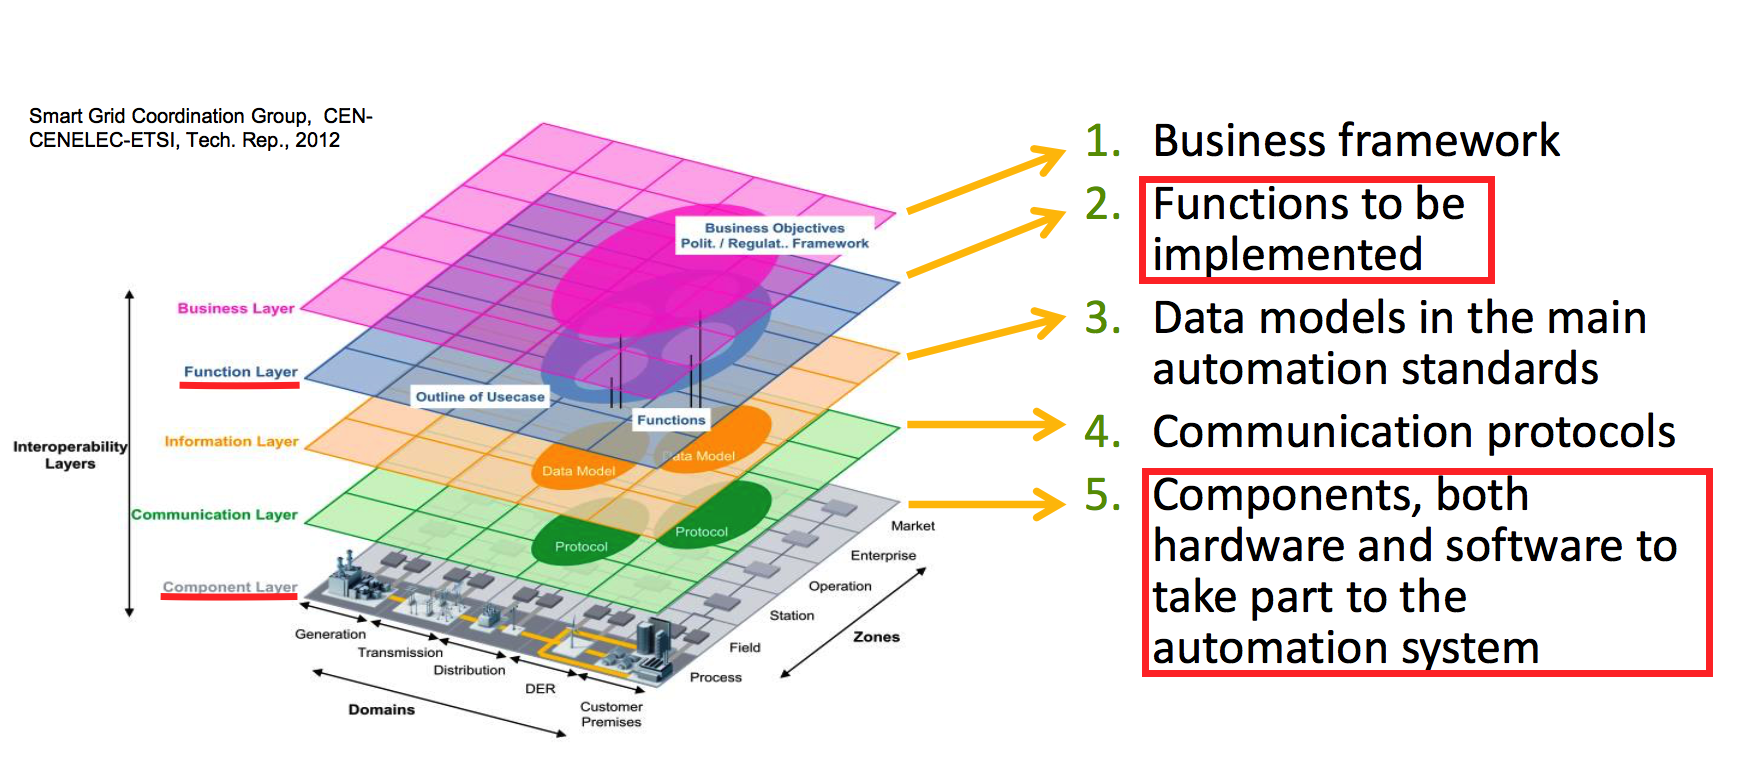 Smart Grid Coordination Group, CEN-
CENELEC-ETSI, Tech. Rep., 2012
Business Objectives
Polit. / Regulat.. Framework
Business Layer
Function Layer
Outline of Usecase
Functions
Interoperability
Layers
Information Layer
Data Model
Data Model
Communication Layer
Protocol
Protocol
Component Layer
Market
Enterprise
Operation
Station
Field
Process
Zones
Generation
Transmission
Distribution
DER
Customer
Premises
Domains
1. Business framework
2. Functions to be
implemented
3. Data models in the main
automation standards
4. Communication protocols
5. Components, both
hardware and software to
take part to the
automation system